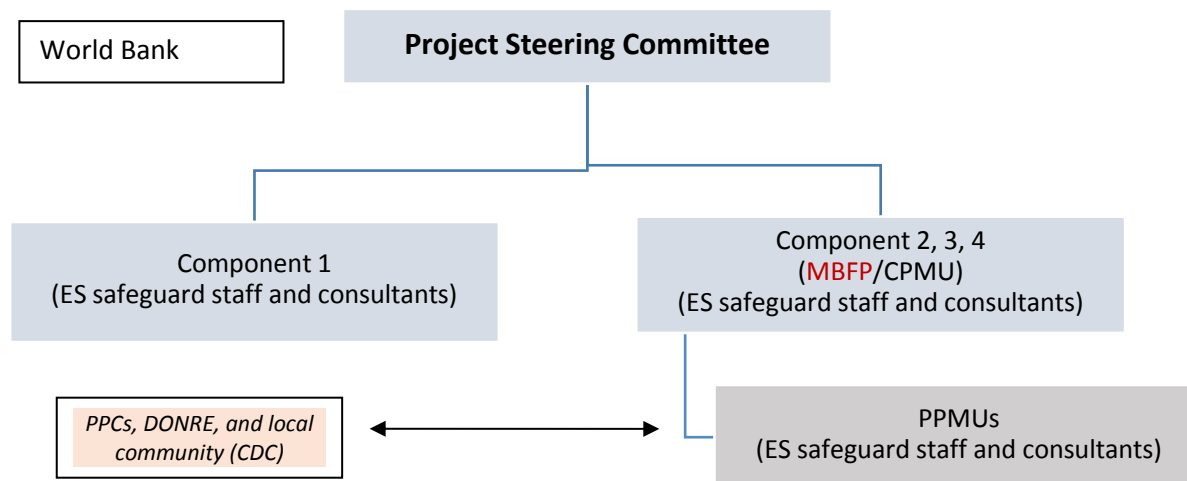 World Bank
Project Steering Committee
Component 1
(ES safeguard staff and consultants)
Component 2, 3, 4
(MBFP/CPMU)
(ES safeguard staff and consultants)
PPCs, DONRE, and local
community (CDC)
PPMUs
(ES safeguard staff and consultants)